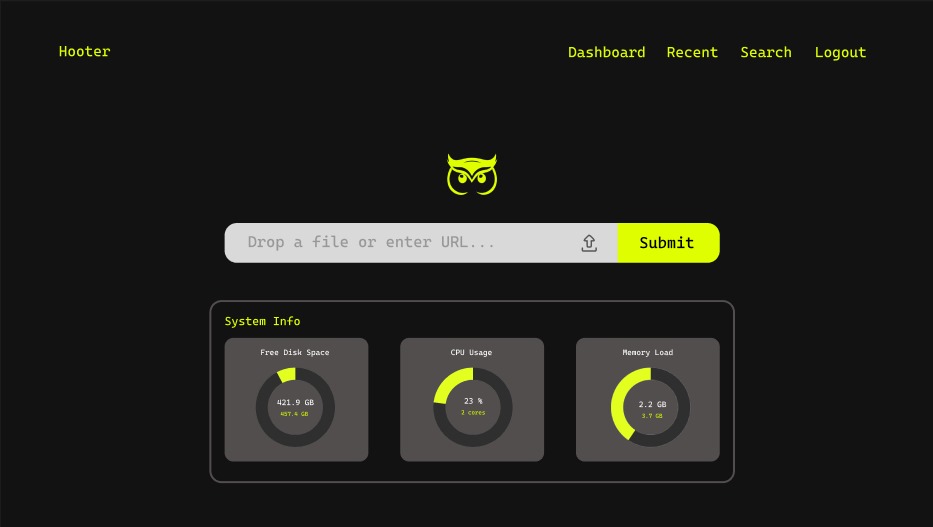 Hooter
Dashboard Recent Search Logout
Drop a file or enter URL...
Submit
System Info
Free Disk Space
421.9 GB
457.4 GB
CPU Usage
23 %
2 cores
Memory Load
2.2 GB
3.7 GB